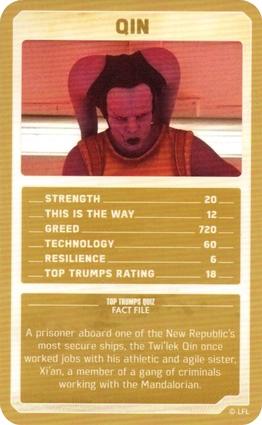 QIN
STRENGTH 20
THIS IS THE WAY 12
GREED 720
TECHNOLOGY 60
RESILIENCE 6
TOP TRUMPS RATING 18
TOP TRUMPS QUIZ
FACT FILE
A prisoner aboard one of the New Republic's
most secure ships, the Twi'lek Qin once
worked jobs with his athletic and agile sister,
Xi'an, a member of a gang of criminals
working with the Mandalorian.
© LFL